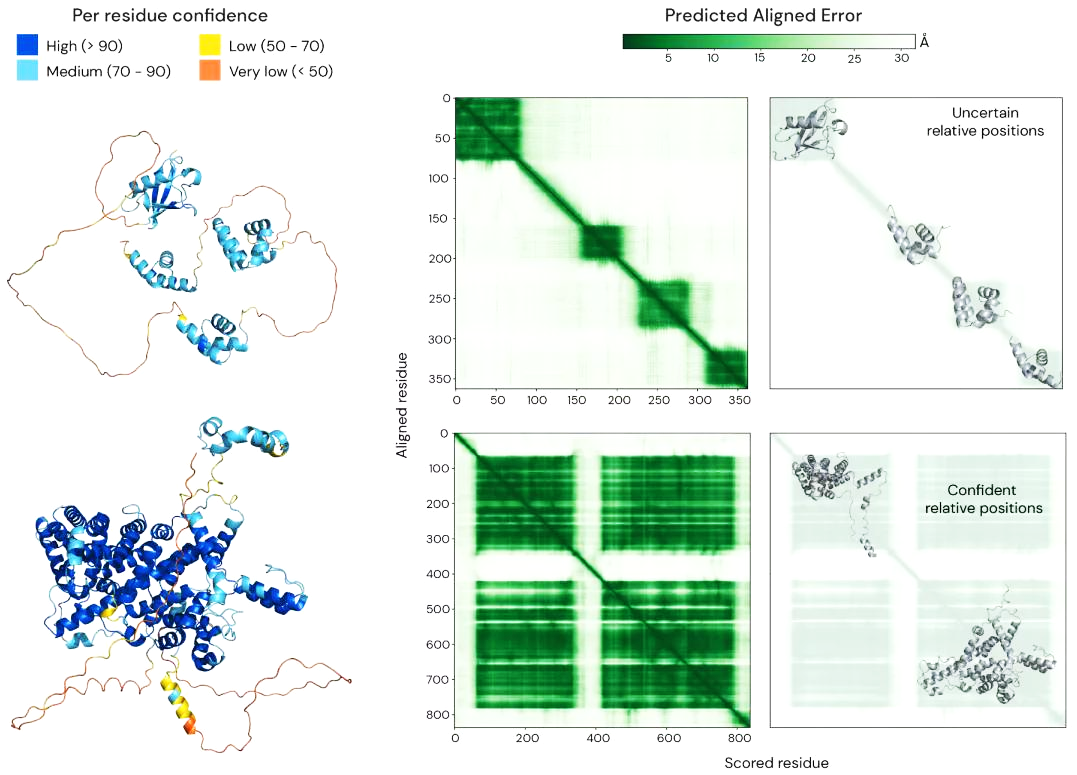 Per residue confidence
High (> 90)
Low (50 - 70)
Medium (70 - 90)
Very low (< 50)
Predicted Aligned Error
Å
5 10 15 20 25 30
Uncertain
relative positions
0
50
100
150
200
250
300
350
0 50 100 150 200 250 300 350
Aligned residue
Confident
relative positions
0
100
200
300
400
500
600
700
800
0 200 400 600 800
Scored residue